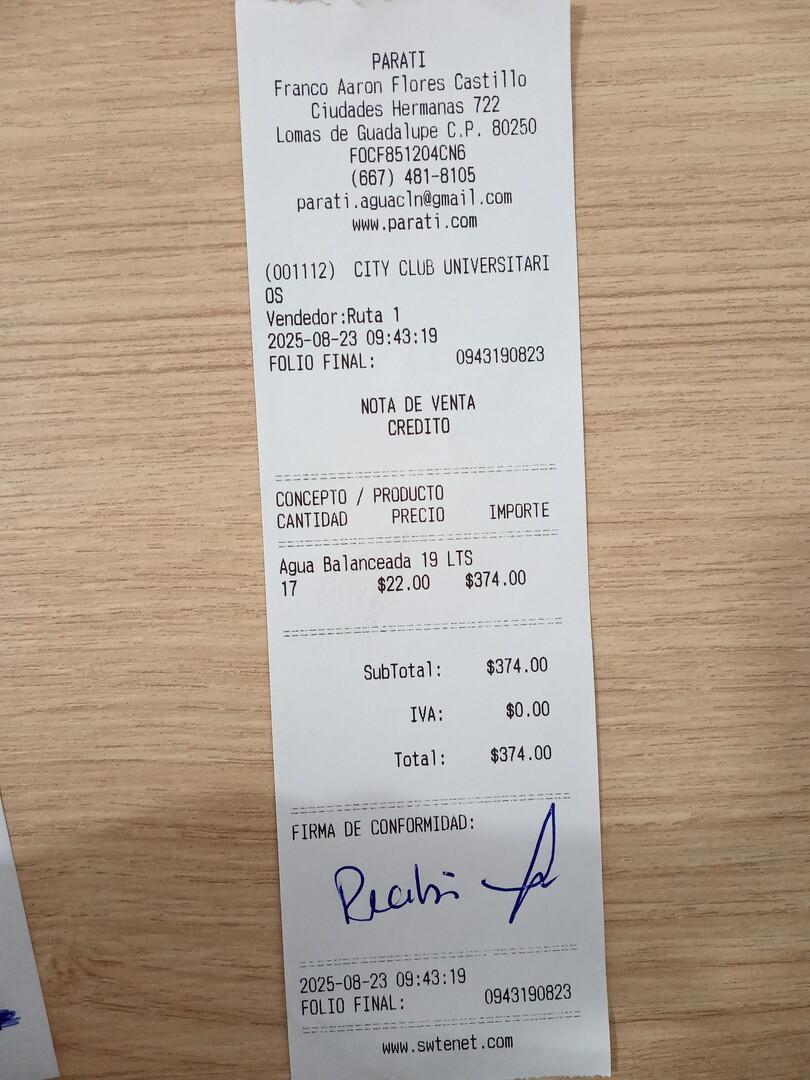 PARATI
Franco Aaron Flores Castillo
Ciudades Hermanas 722
Lomas de Guadalupe C.P. 80250
FOCF851204CN6
(667) 481-8105
parati.aguacln@gmail.com
www.parati.com
(001112) CITY CLUB UNIVERSITARI
OS
Vendedor:Ruta 1
2025-08-23 09:43:19
FOLIO FINAL: 0943190823
NOTA DE VENTA
CREDITO
CONCEPTO / PRODUCTO
CANTIDAD PRECIO IMPORTE
Agua Balanceada 19 LTS
17 $22.00 $374.00
SubTotal: $374.00
IVA: $0.00
Total: $374.00
FIRMA DE CONFORMIDAD:
Recibi
2025-08-23 09:43:19
FOLIO FINAL: 0943190823
www.swtenet.com